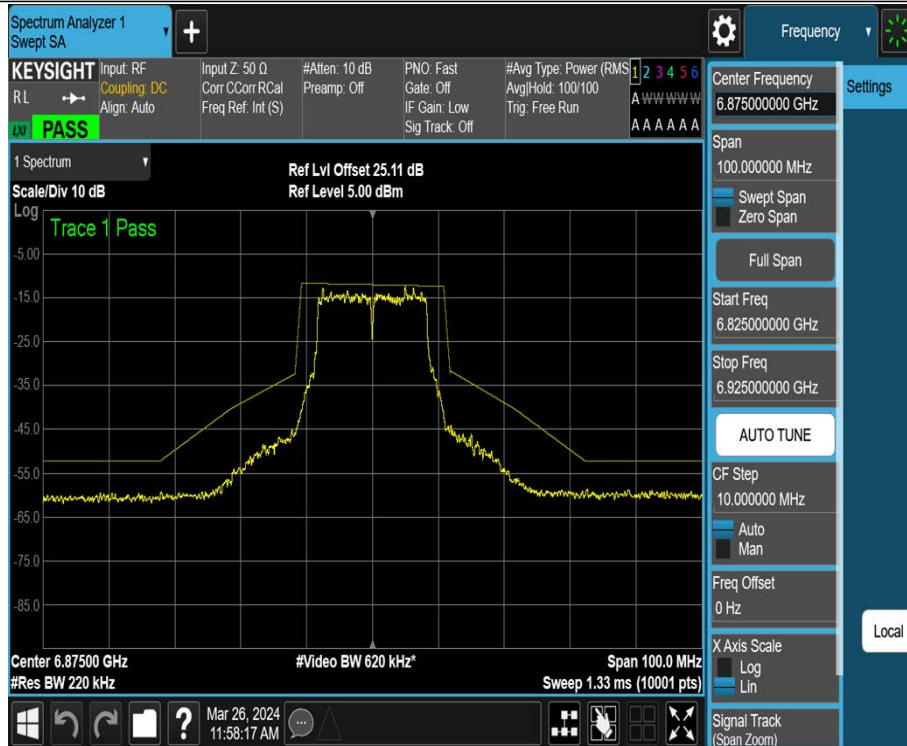 Spectrum Analyzer 1
Swept SA
+
Frequency
KEYSIGHT
RL
LXI
PASS
Input: RF
Coupling: DC
Align: Auto
Input Z: 50 Ω
Corr CCorr RCal
Freq Ref: Int (S)
#Atten: 10 dB
Preamp: Off
PNO: Fast
Gate: Off
IF Gain: Low
Sig Track: Off
#Avg Type: Power (RMS
Avg|Hold: 100/100
Trig: Free Run
1 2 3 4 5 6
A W W W W W
A A A A A A
1 Spectrum
Scale/Div 10 dB
Ref Lvl Offset 25.11 dB
Ref Level 5.00 dBm
Log
Trace 1 Pass
-5.00
-15.0
-25.0
-35.0
-45.0
-55.0
-65.0
-75.0
-85.0
Center 6.87500 GHz
#Res BW 220 kHz
#Video BW 620 kHz*
Span 100.0 MHz
Sweep 1.33 ms (10001 pts)
Center Frequency
6.875000000 GHz
Span
100.000000 MHz
Swept Span
Zero Span
Full Span
Start Freq
6.825000000 GHz
Stop Freq
6.925000000 GHz
AUTO TUNE
CF Step
10.000000 MHz
Auto
Man
Freq Offset
0 Hz
X Axis Scale
Log
Lin
Signal Track
(Span Zoom)
Settings
Local
?
Mar 26, 2024
11:58:17 AM